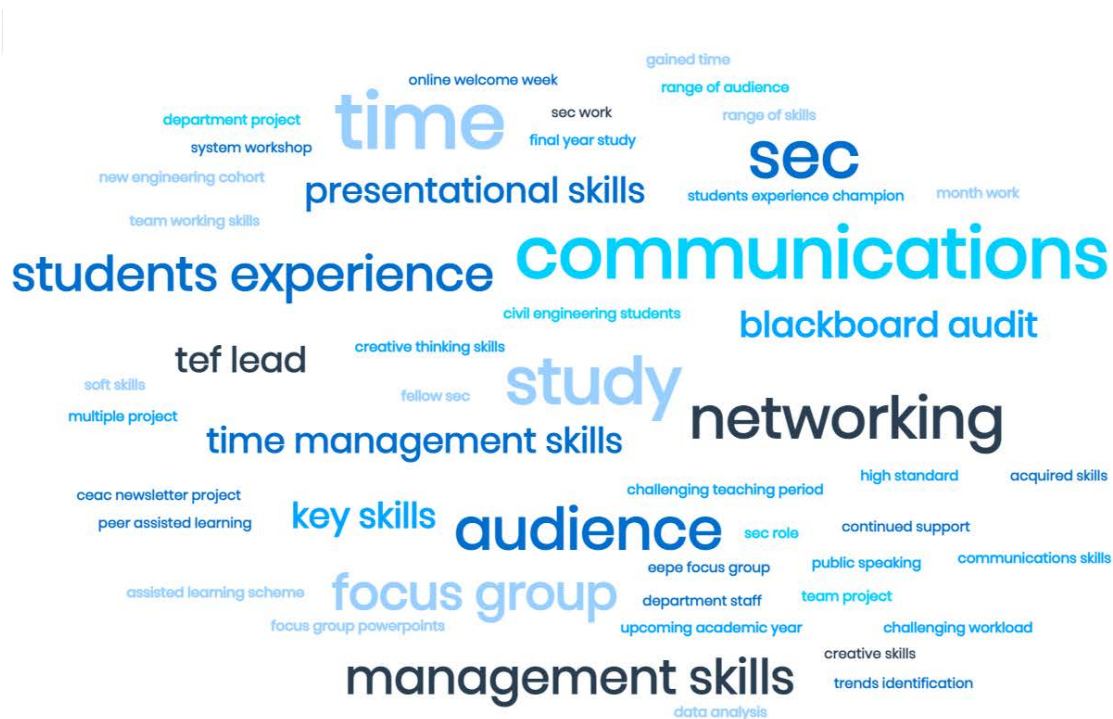 gained time
online welcome week
range of audience
time
sec work
department project
range of skills
final year study
system workshop
sec
new engineering cohort
presentational skills
students experience champion
month work
team working skills
communications
students experience
civil engineering students
blackboard audit
creative thinking skills
tef lead
study
soft skills
fellow sec
multiple project
networking
time management skills
high standard
acquired skills
challenging teaching period
ceac newsletter project
key skills
peer assisted learning
audience
sec role
continued support
public speaking
communications skills
eepe focus group
assisted learning scheme
focus group
department staff
team project
focus group powerpoints
upcoming academic year
challenging workload
creative skills
management skills
trends identification
data analysis